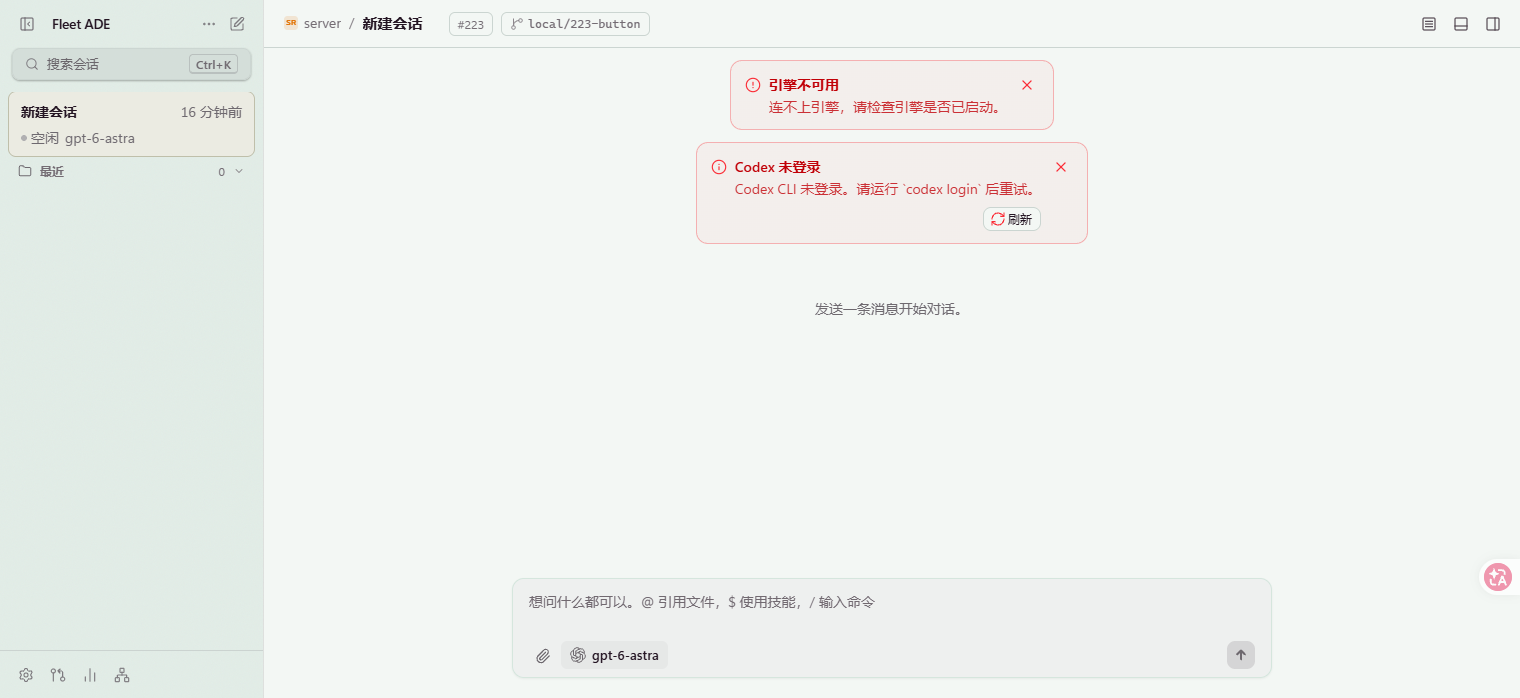 Fleet ADE
搜索会话 Ctrl+K
新建会话 16 分钟前
空闲 gpt-6-astra
最近 0
SR server / 新建会话 #223 local/223-button
引擎不可用
连不上引擎，请检查引擎是否已启动。
Codex 未登录
Codex CLI 未登录。请运行 `codex login` 后重试。
刷新
发送一条消息开始对话。
想问什么都可以。@ 引用文件，$ 使用技能，/ 输入命令
gpt-6-astra